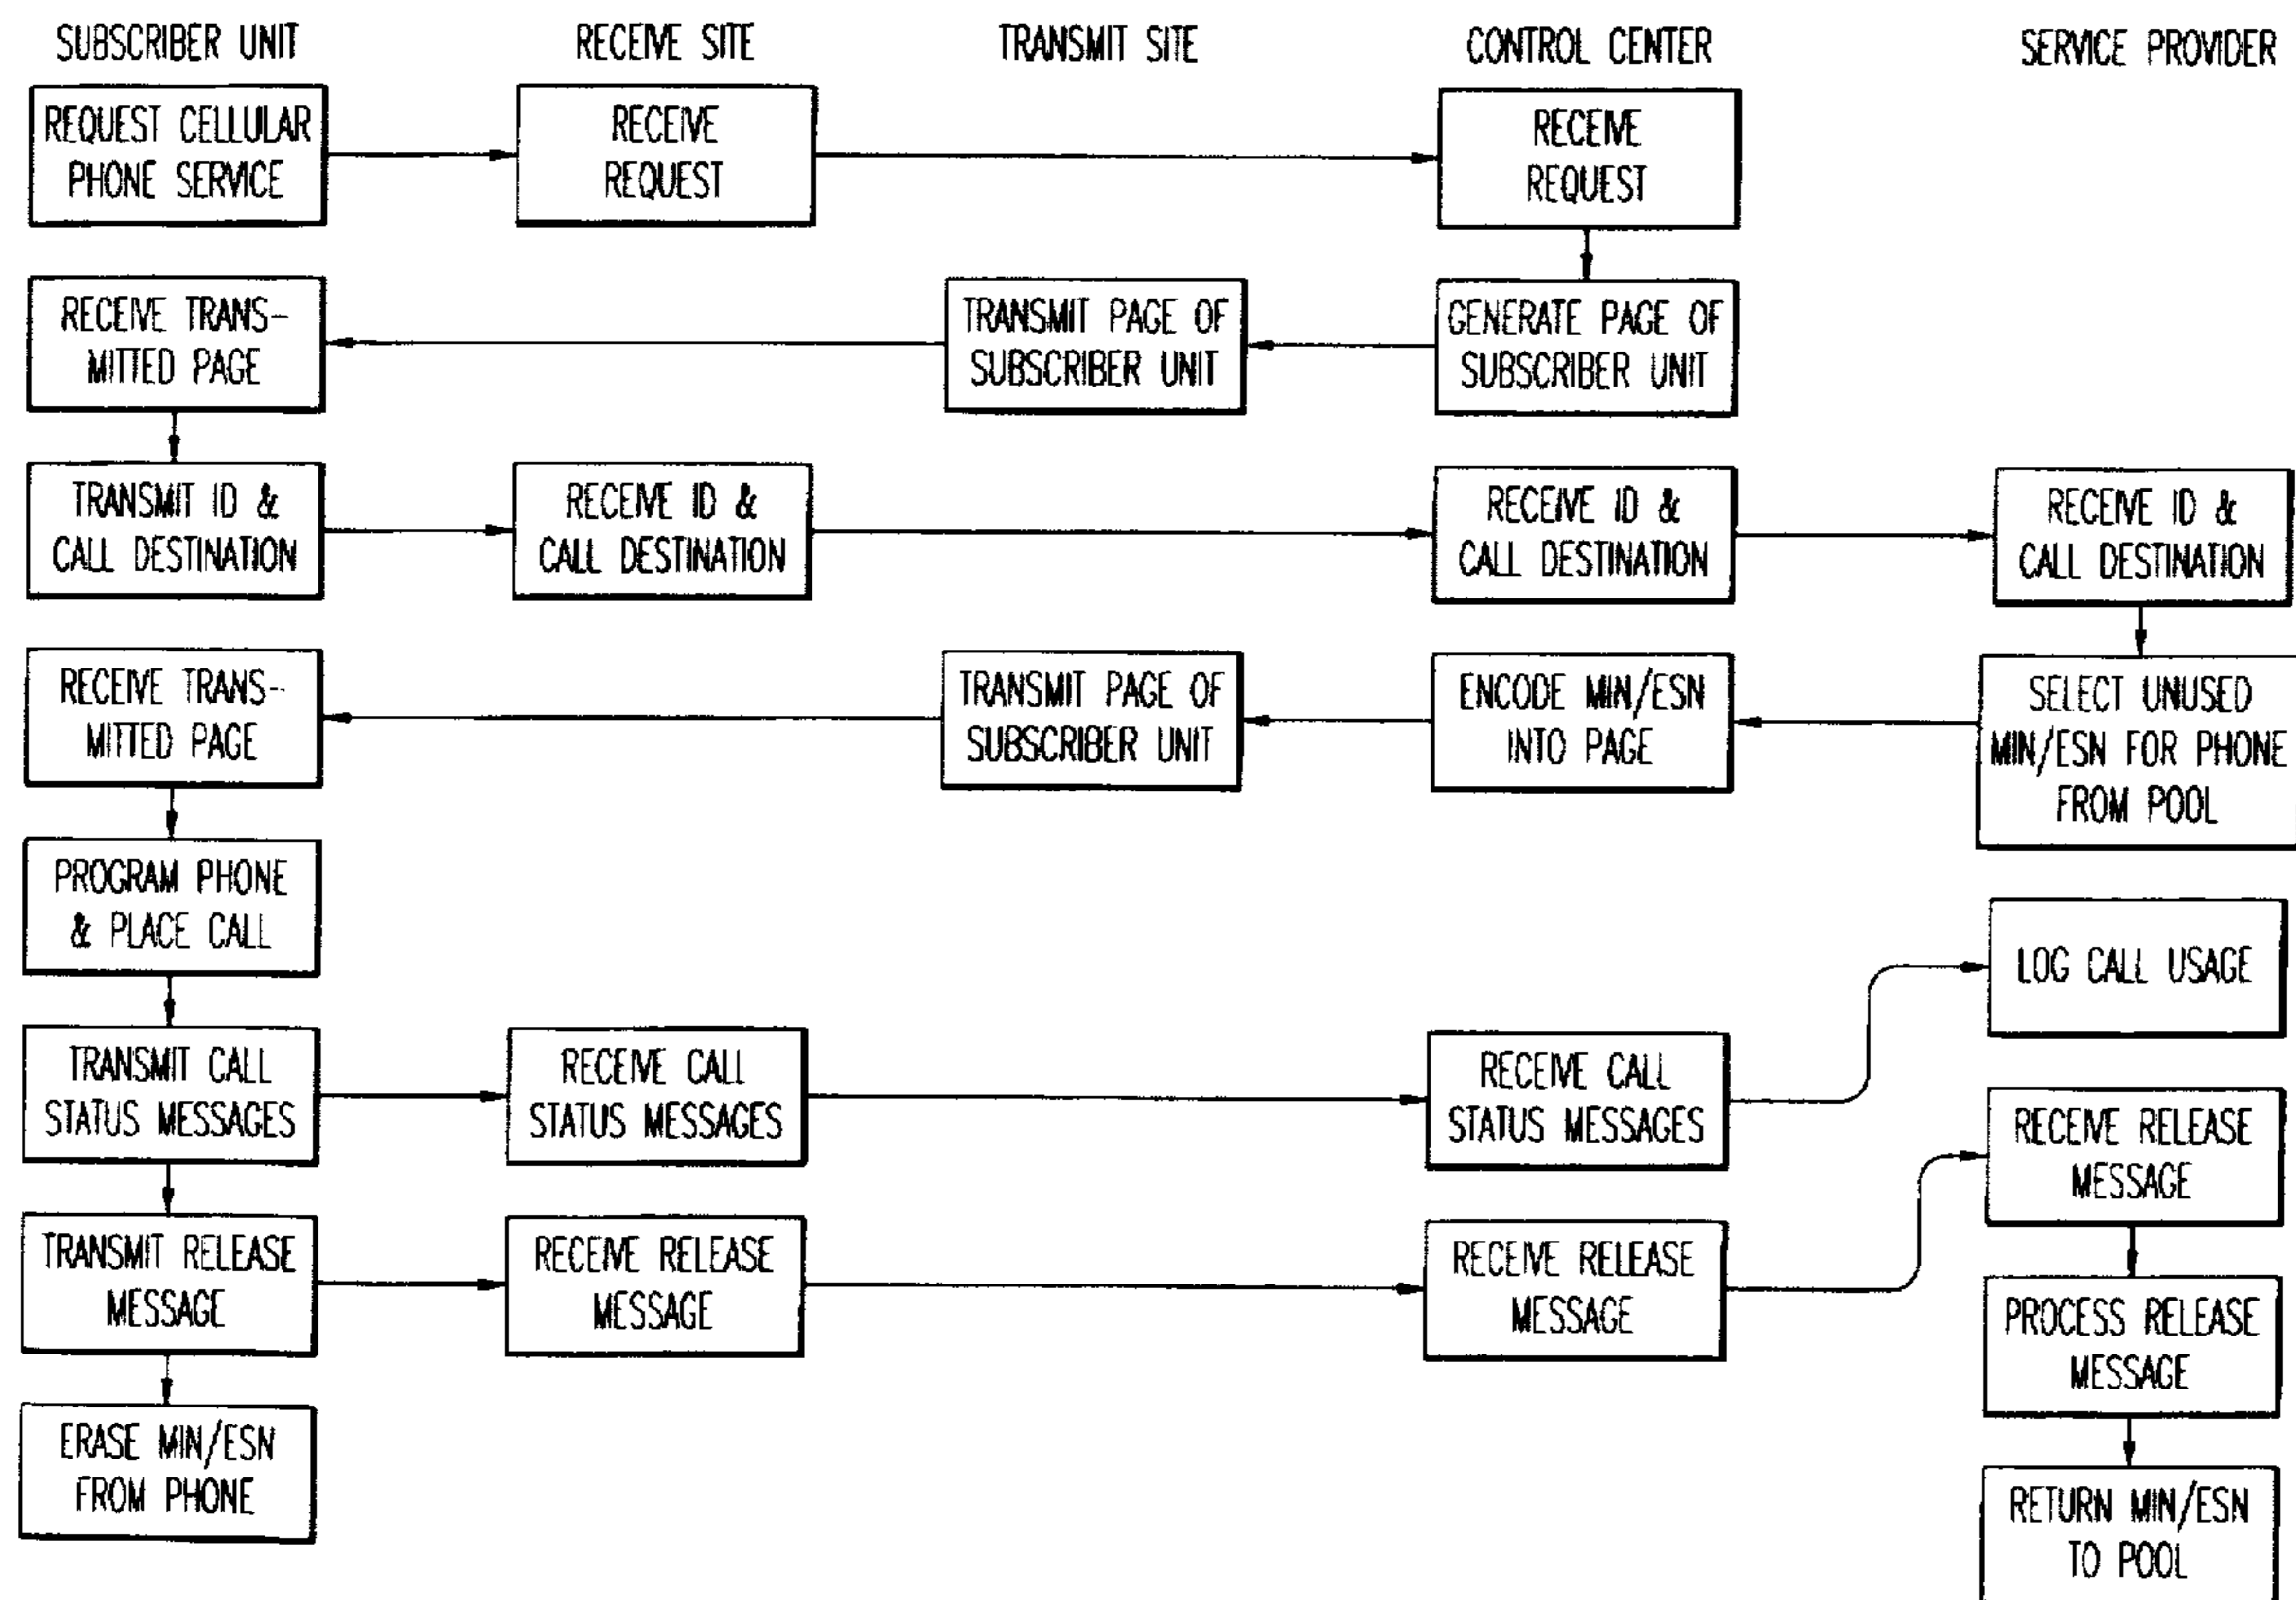 SUBSCRIBER UNIT
RECEIVE SITE
TRANSMIT SITE
CONTROL CENTER
SERVICE PROVIDER
REQUEST CELLULAR
PHONE SERVICE
RECEIVE
REQUEST
RECEIVE
REQUEST
RECEIVE TRANS-
MITTED PAGE
TRANSMIT PAGE OF
SUBSCRIBER UNIT
GENERATE PAGE OF
SUBSCRIBER UNIT
TRANSMIT ID &
CALL DESTINATION
RECEIVE ID &
CALL DESTINATION
RECEIVE ID &
CALL DESTINATION
RECEIVE ID &
CALL DESTINATION
RECEIVE TRANS-
MITTED PAGE
TRANSMIT PAGE OF
SUBSCRIBER UNIT
ENCODE MIN/ESN
INTO PAGE
SELECT UNUSED
MIN/ESN FOR PHONE
FROM POOL
PROGRAM PHONE
& PLACE CALL
LOG CALL USAGE
TRANSMIT CALL
STATUS MESSAGES
RECEIVE CALL
STATUS MESSAGES
RECEIVE CALL
STATUS MESSAGES
RECEIVE RELEASE
MESSAGE
TRANSMIT RELEASE
MESSAGE
RECEIVE RELEASE
MESSAGE
RECEIVE RELEASE
MESSAGE
PROCESS RELEASE
MESSAGE
ERASE MIN/ESN
FROM PHONE
RETURN MIN/ESN
TO POOL